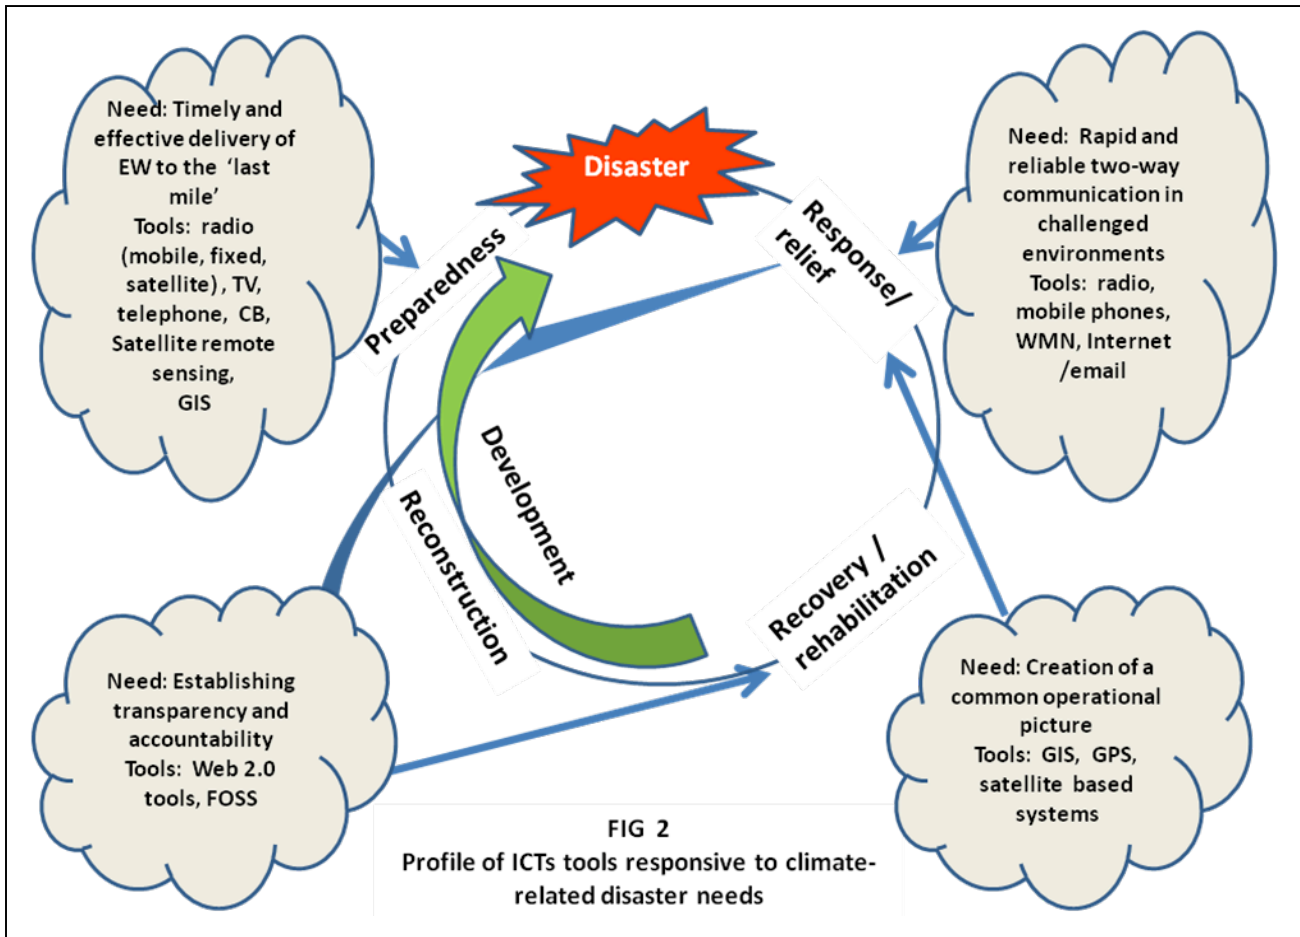 Need: Timely and
effective delivery of
EW to the ‘last
mile’
Tools: radio
(mobile, fixed,
satellite) , TV,
telephone, CB,
Satellite remote
sensing,
GIS
Disaster
Need: Rapid and
reliable two-way
communication in
challenged
environments
Tools: radio,
mobile phones,
WMN, Internet
/email
Preparedness
Response/
relief
Development
Reconstruction
Recovery /
rehabilitation
Need: Establishing
transparency and
accountability
Tools: Web 2.0
tools, FOSS
Need: Creation of a
common operational
picture
Tools: GIS, GPS,
satellite based
systems
FIG 2
Profile of ICTs tools responsive to climate-
related disaster needs